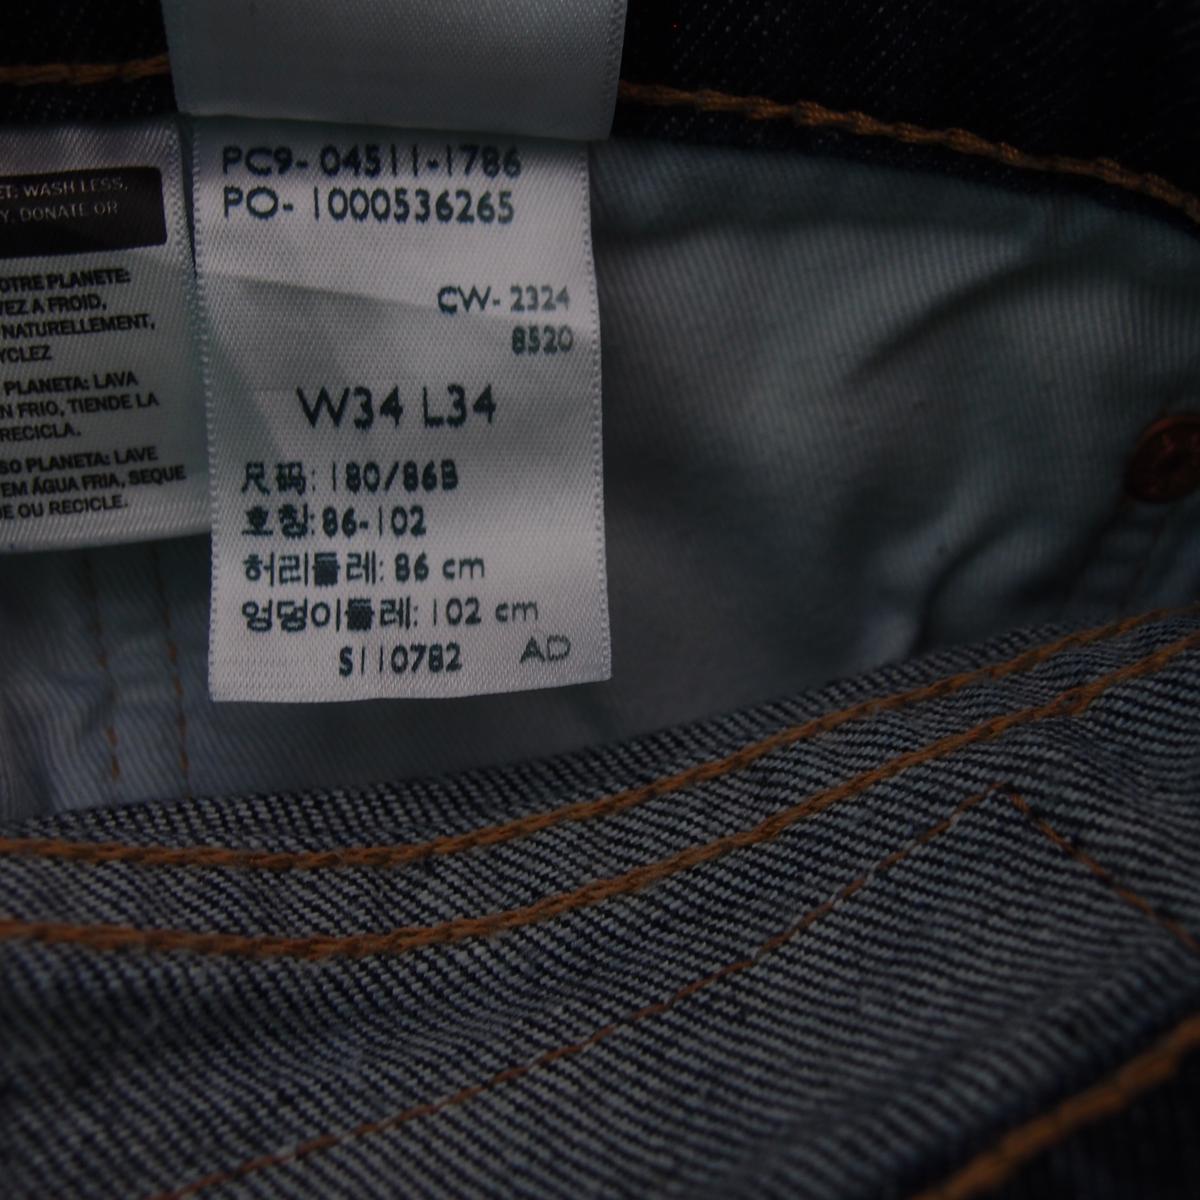 ET: WASH LESS,
Y, DONATE OR
OTRE PLANETE:
VEZ A FROID,
NATURELLEMENT,
YCLEZ
PLANETA: LAVA
N FRIO, TIENDE LA
RECICLA.
SO PLANETA: LAVE
EM ÁGUA FRIA, SEQUE
E OU RECICLE.
PC9- 04511-1786
PO- 1000536265
CW- 2324
8520
W34 L34
尺码: 180/86B
호칭: 86-102
허리둘레: 86 cm
엉덩이둘레: 102 cm
S110782 AD